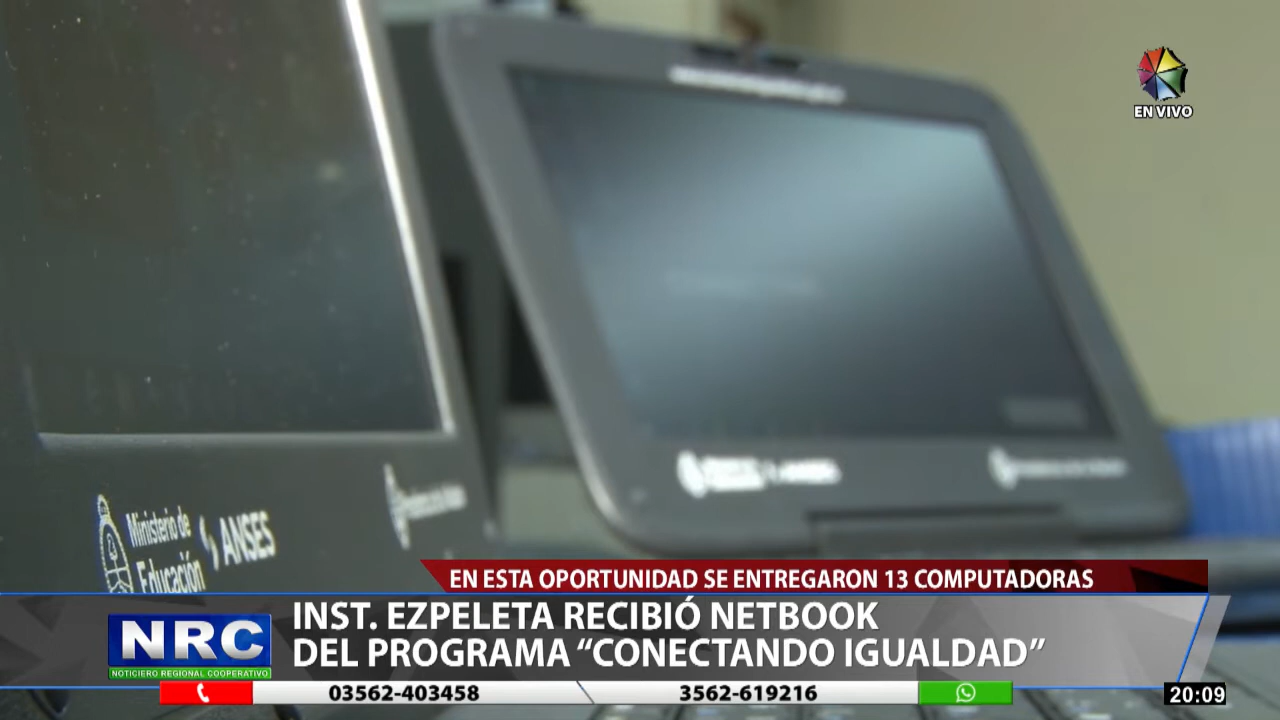 EN VIVO
Ministerio de
Educación
ANSES
EN ESTA OPORTUNIDAD SE ENTREGARON 13 COMPUTADORAS
INST. EZPELETA RECIBIÓ NETBOOK
DEL PROGRAMA “CONECTANDO IGUALDAD”
NRC
NOTICIERO REGIONAL COOPERATIVO
03562-403458
3562-619216
20:09